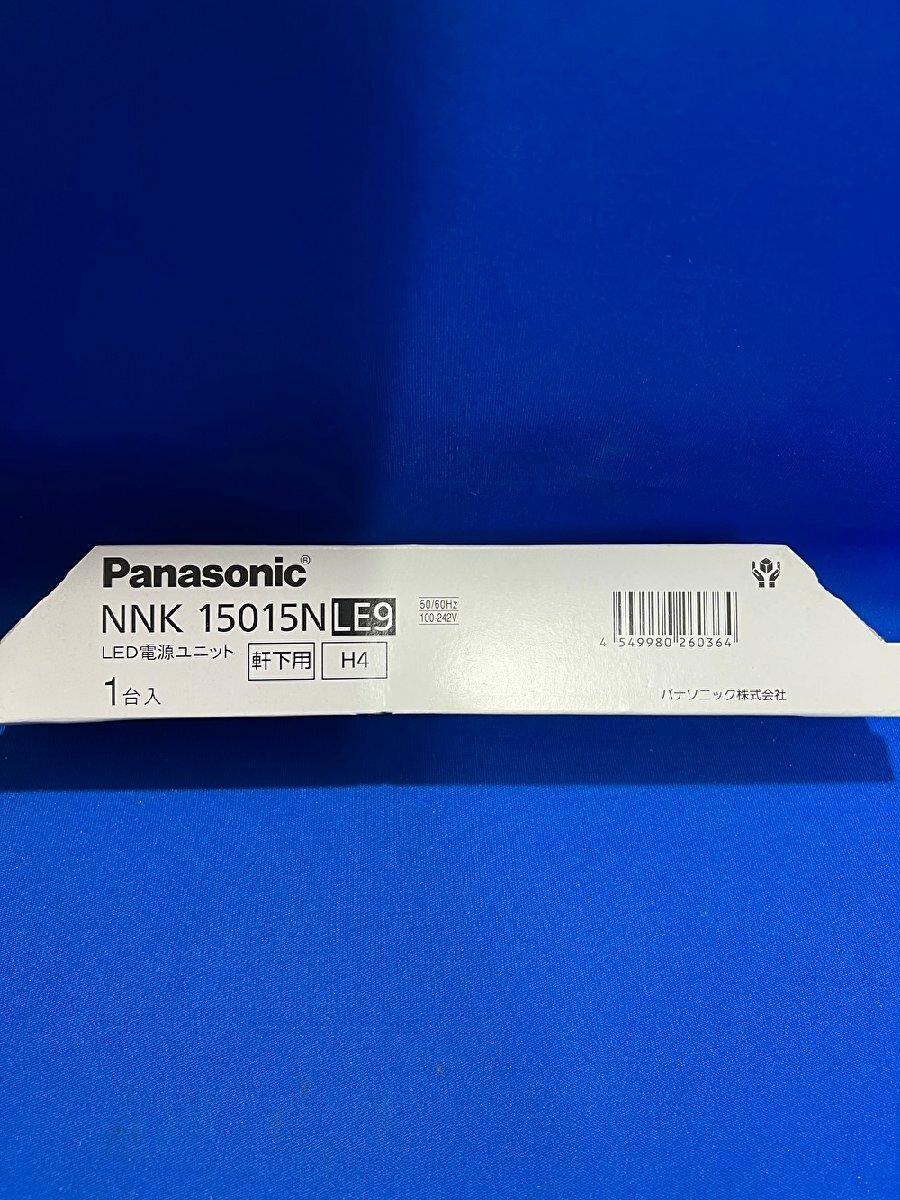 Panasonic®
NNK 15015N LE9
50/60Hz
100-242V
LED電源ユニット
軒下用
H4
1台入
4 549980 260364
パナソニック株式会社